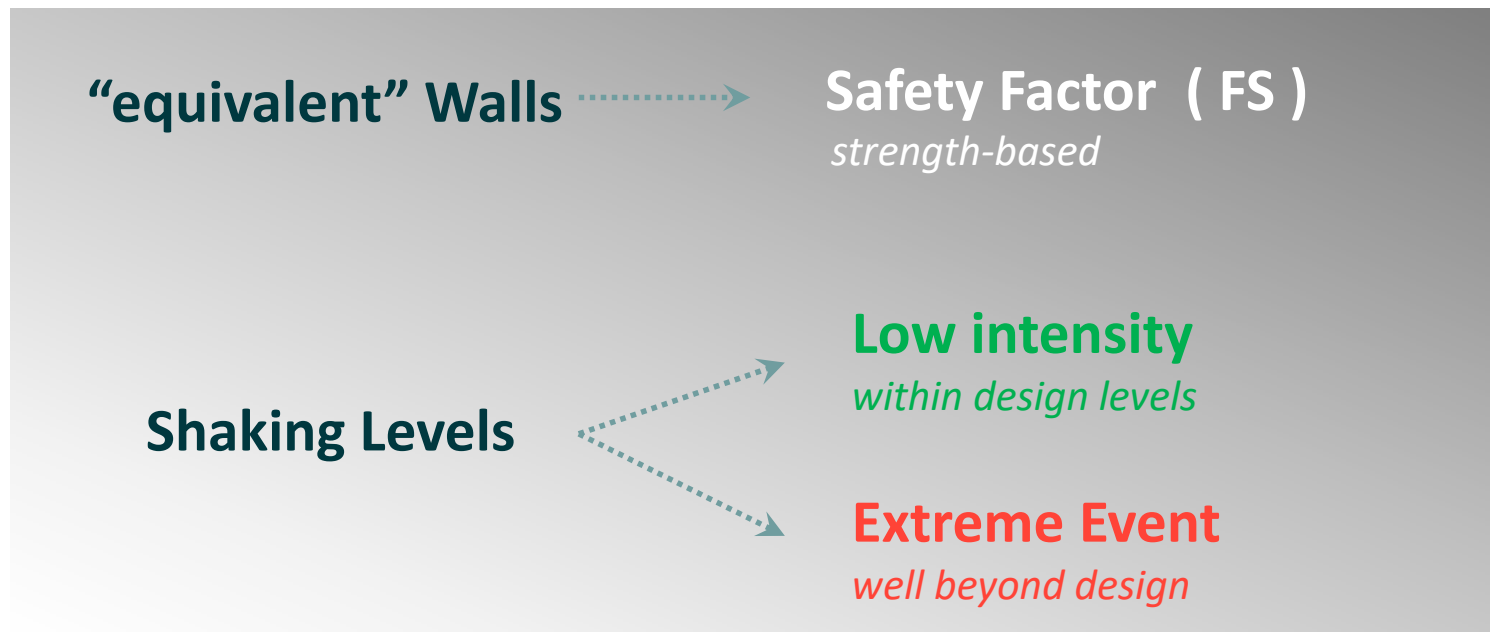 “equivalent” Walls
Safety Factor ( FS )
strength-based
Low intensity
within design levels
Shaking Levels
Extreme Event
well beyond design